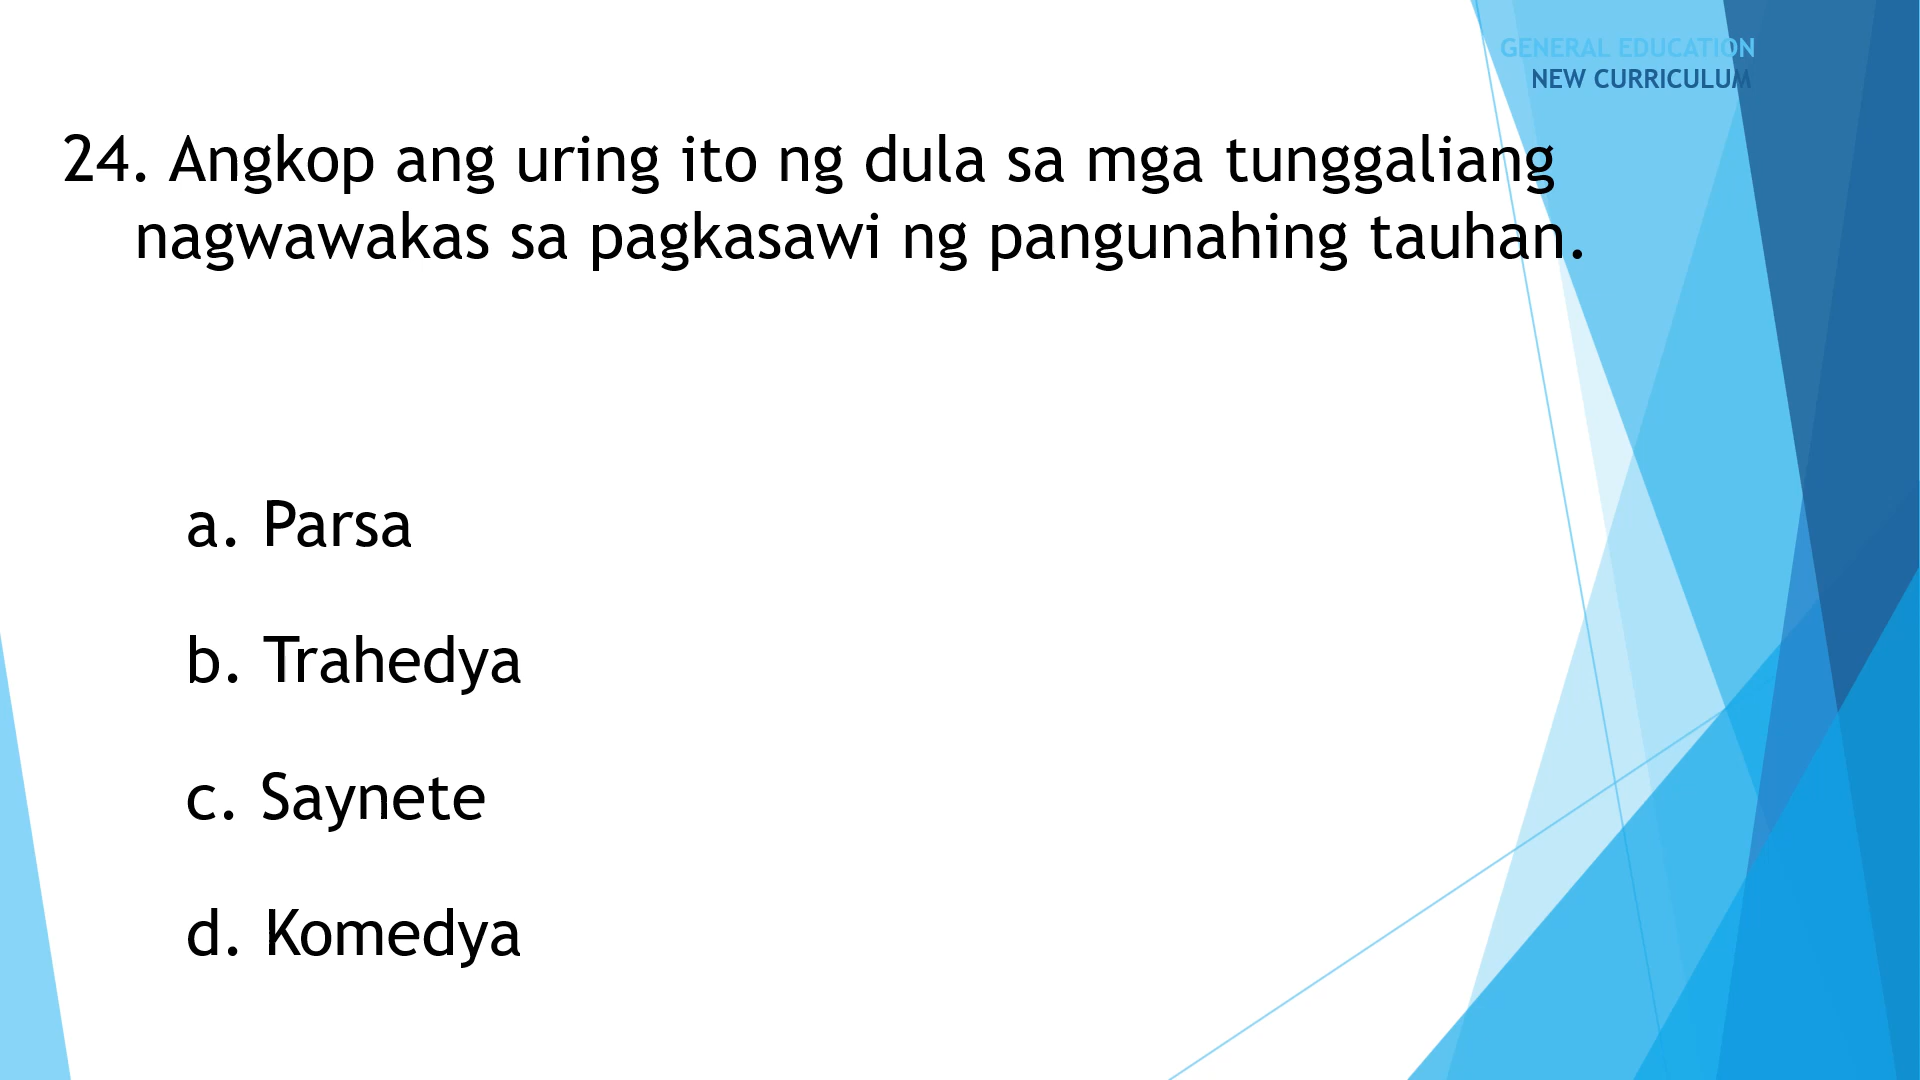 GENERAL EDUCATION
NEW CURRICULUM
24. Angkop ang uring ito ng dula sa mga tunggaliang
nagwawakas sa pagkasawi ng pangunahing tauhan.
a. Parsa
b. Trahedya
c. Saynete
d. Komedya